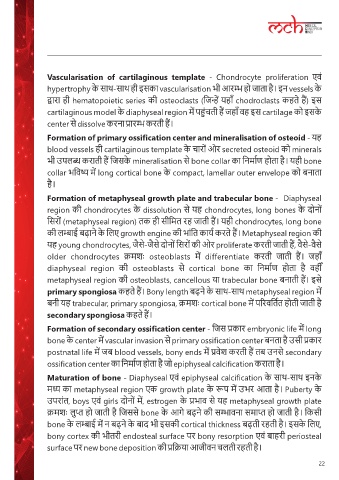 mch
Vascularisation of cartilaginous template - Chondrocyte proliferation एवं
hypertrophy के साथ-साथ ही इसका vascularisation भी आरम्भ हो जाता है। इन vessels के
द्वारा ही hematopoietic series की osteoclasts (जिन्हें यहाँ chodroclasts कहते हैं) इस
cartilaginous model के diaphyseal region में पहुंचती हैं जहाँ वह इस cartilage को इसके
center से dissolve करना प्रारम्भ करती हैं।
Formation of primary ossification center and mineralisation of osteoid - यह
blood vessels ही cartilaginous template के चारों ओर secreted osteoid को minerals
भी उपलब्ध कराती हैं जिसके mineralisation से bone collar का निर्माण होता है। यही bone
collar भविष्य में long cortical bone के compact, lamellar outer envelope को बनाता
है।
Formation of metaphyseal growth plate and trabecular bone - Diaphyseal
region की chondrocytes के dissolution से यह chondrocytes, long bones के दोनों
सिरों (metaphyseal region) तक ही सीमित रह जाती हैं। यही chondrocytes, long bone
की लम्बाई बढ़ाने के लिए growth engine की भांति कार्य करते हैं। Metaphyseal region की
यह young chondrocytes, जैसे-जैसे दोनों सिरों की ओर proliferate करती जाती हैं, वैसे-वैसे
older chondrocytes क्रमशः osteoblasts में differentiate करती जाती हैं। जहाँ
diaphyseal region की osteoblasts से cortical bone का निर्माण होता है वहीं
metaphyseal region की osteoblasts, cancellous या trabecular bone बनाती हैं। इसे
primary spongiosa कहते हैं। Bony length बढ़ने के साथ-साथ metaphyseal region में
बनी यह trabecular, primary spongiosa, क्रमशः cortical bone में परिवर्तित होती जाती है
secondary spongiosa कहते हैं।
Formation of secondary ossification center - जिस प्रकार embryonic life में long
bone के center में vascular invasion से primary ossification center बनता है उसी प्रकार
postnatal life में जब blood vessels, bony ends में प्रवेश करती हैं तब उनसे secondary
ossification center का निर्माण होता है जो epiphyseal calcification कराता है।
Maturation of bone - Diaphyseal एवं epiphyseal calcification के साथ-साथ इनके
मध्य का metaphyseal region एक growth plate के रूप में उभर आता है। Puberty के
उपरांत, boys एवं girls दोनों में, estrogen के प्रभाव से यह metaphyseal growth plate
क्रमशः लुप्त हो जाती है जिससे bone के आगे बढ़ने की सम्भावना समाप्त हो जाती है। किसी
bone के लम्बाई में न बढ़ने के बाद भी इसकी cortical thickness बढ़ती रहती है। इसके लिए,
bony cortex की भीतरी endosteal surface पर bony resorption एवं बाहरी periosteal
surface पर new bone deposition की प्रक्रिया आजीवन चलती रहती है।
22